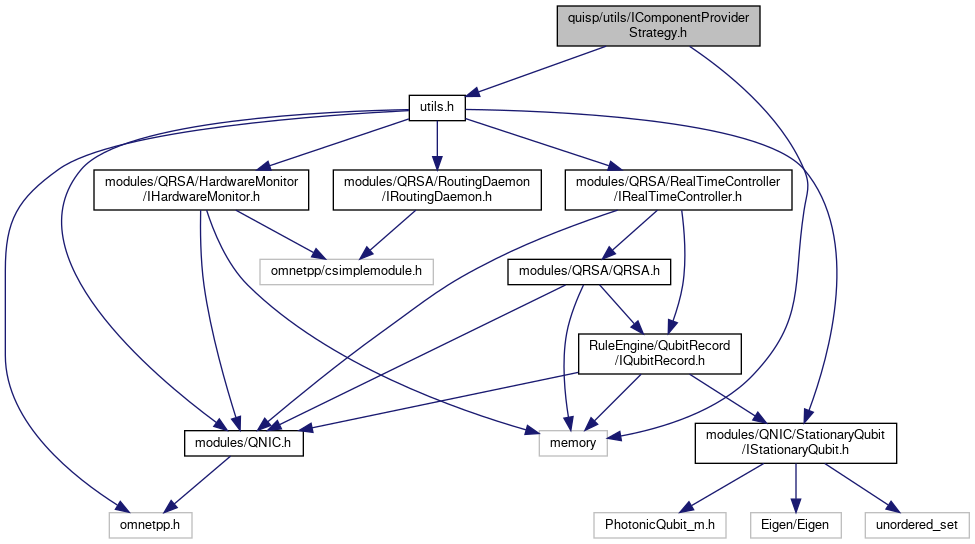 quisp/utils/IComponentProvider
Strategy.h
utils.h
modules/QRSA/HardwareMonitor
/IHardwareMonitor.h
modules/QRSA/RoutingDaemon
/IRoutingDaemon.h
modules/QRSA/RealTimeController
/IRealTimeController.h
omnetpp/csimplemodule.h
modules/QRSA/QRSA.h
RuleEngine/QubitRecord
/IQubitRecord.h
modules/QNIC.h
memory
modules/QNIC/StationaryQubit
/IStationaryQubit.h
omnetpp.h
PhotonicQubit_m.h
Eigen/Eigen
unordered_set